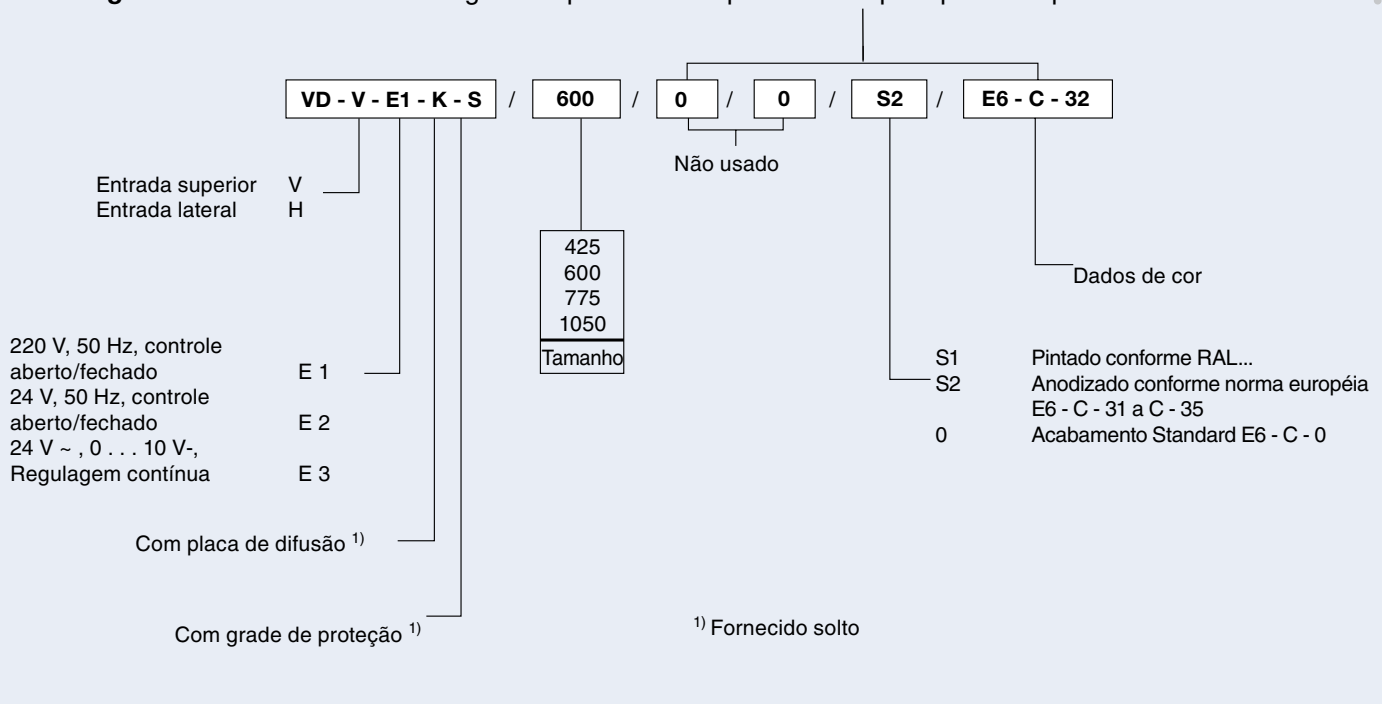 VD - V - E1 - K - S / 600 / 0 / 0 / S2 / E6 - C - 32
Não usado
Entrada superior V
Entrada lateral H
425
600
775
1050
Tamanho
Dados de cor
220 V, 50 Hz, controle
aberto/fechado E 1
24 V, 50 Hz, controle
aberto/fechado E 2
24 V ~ , 0 . . . 10 V-,
Regulagem contínua E 3
S1 Pintado conforme RAL...
S2 Anodizado conforme norma européia
E6 - C - 31 a C - 35
0 Acabamento Standard E6 - C - 0
Com placa de difusão 1)
Com grade de proteção 1)
1) Fornecido solto